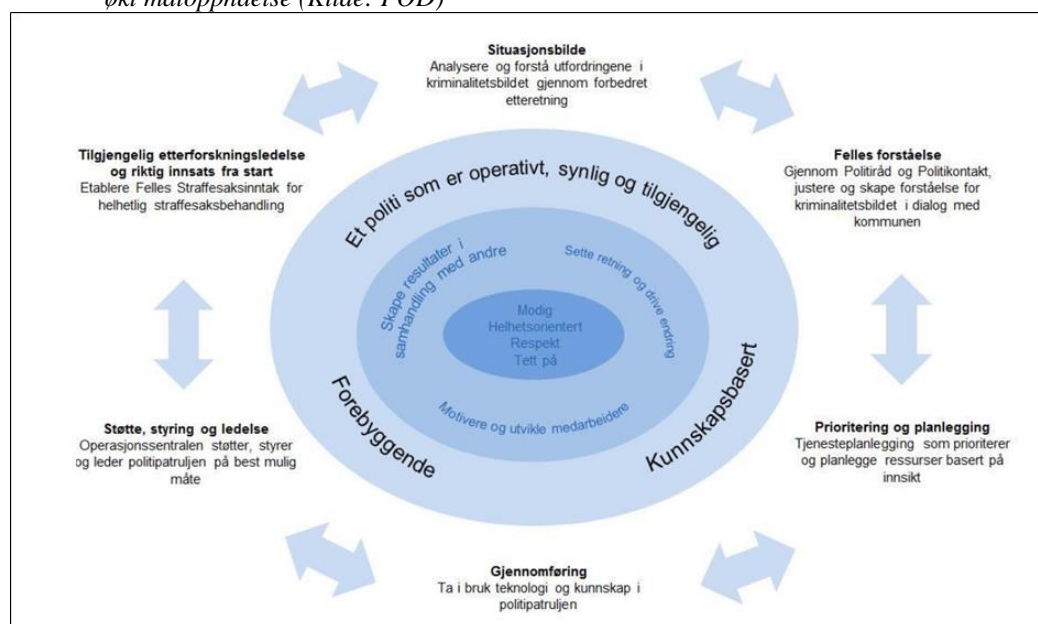 økt måloppnåelse (Kilde: POD)
Situasjonsbilde
Analysere og forstå utfordringene i
kriminalitetsbildet gjennom forbedret
etteretning
Tilgjengelig etterforskningsledelse
og riktig innsats fra start
Etablere Felles Straffesaksinntak for
helhetlig straffesaksbehandling
Felles forståelse
Gjennom Politiråd og Politikontakt,
justere og skape forståelse for
kriminalitetsbildet i dialog med
kommunen
Et politi som er operativt, synlig og tilgjengelig
Skape resultater i
samhandling med andre
Sette retning og drive endring
Modig
Helhetsorientert
Respekt
Tett på
Motivere og utvikle medarbeidere
Forebyggende
Kunnskapsbasert
Støtte, styring og ledelse
Operasjonssentralen støtter, styrer
og leder politipatruljen på best mulig
måte
Prioritering og planlegging
Tjenesteplanlegging som prioriterer
og planlegge ressurser basert på
innsikt
Gjennomføring
Ta i bruk teknologi og kunnskap i
politipatruljen